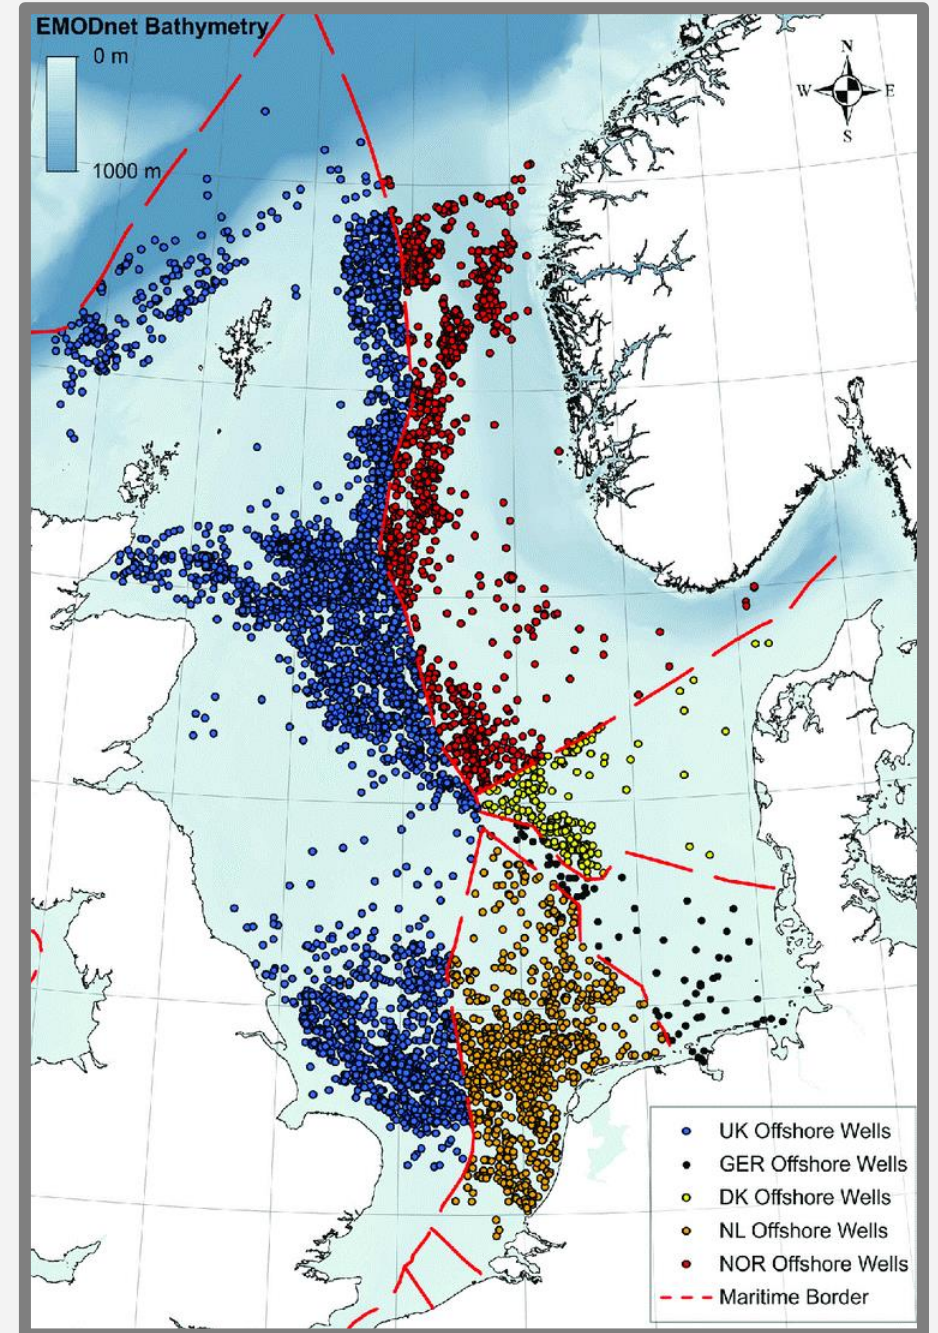 EMODnet Bathymetry
0 m
1000 m
N
W
E
S
UK Offshore Wells
GER Offshore Wells
DK Offshore Wells
NL Offshore Wells
NOR Offshore Wells
Maritime Border